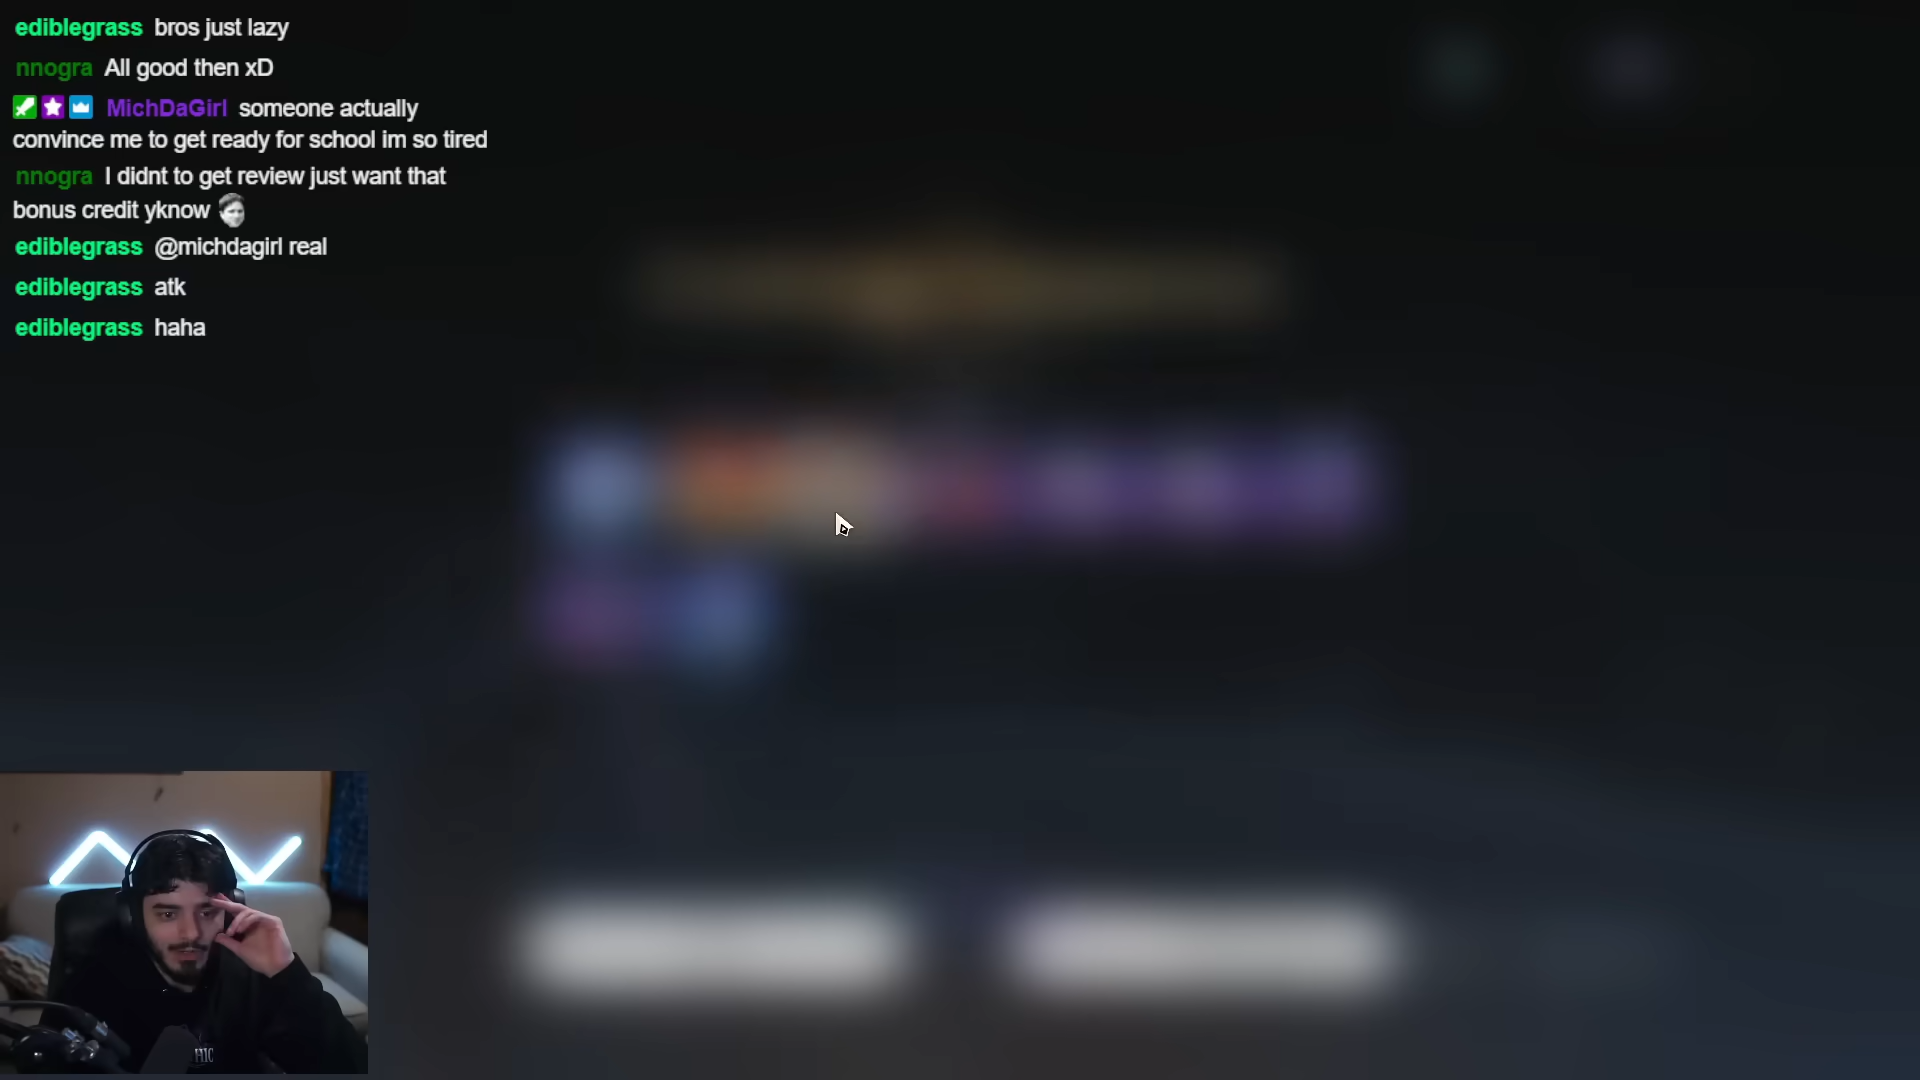 ediblegrass bros just lazy
nnogra All good then xD
MichDaGirl someone actually
convince me to get ready for school im so tired
nnogra I didnt to get review just want that
bonus credit yknow
ediblegrass @michdagirl real
ediblegrass atk
ediblegrass haha